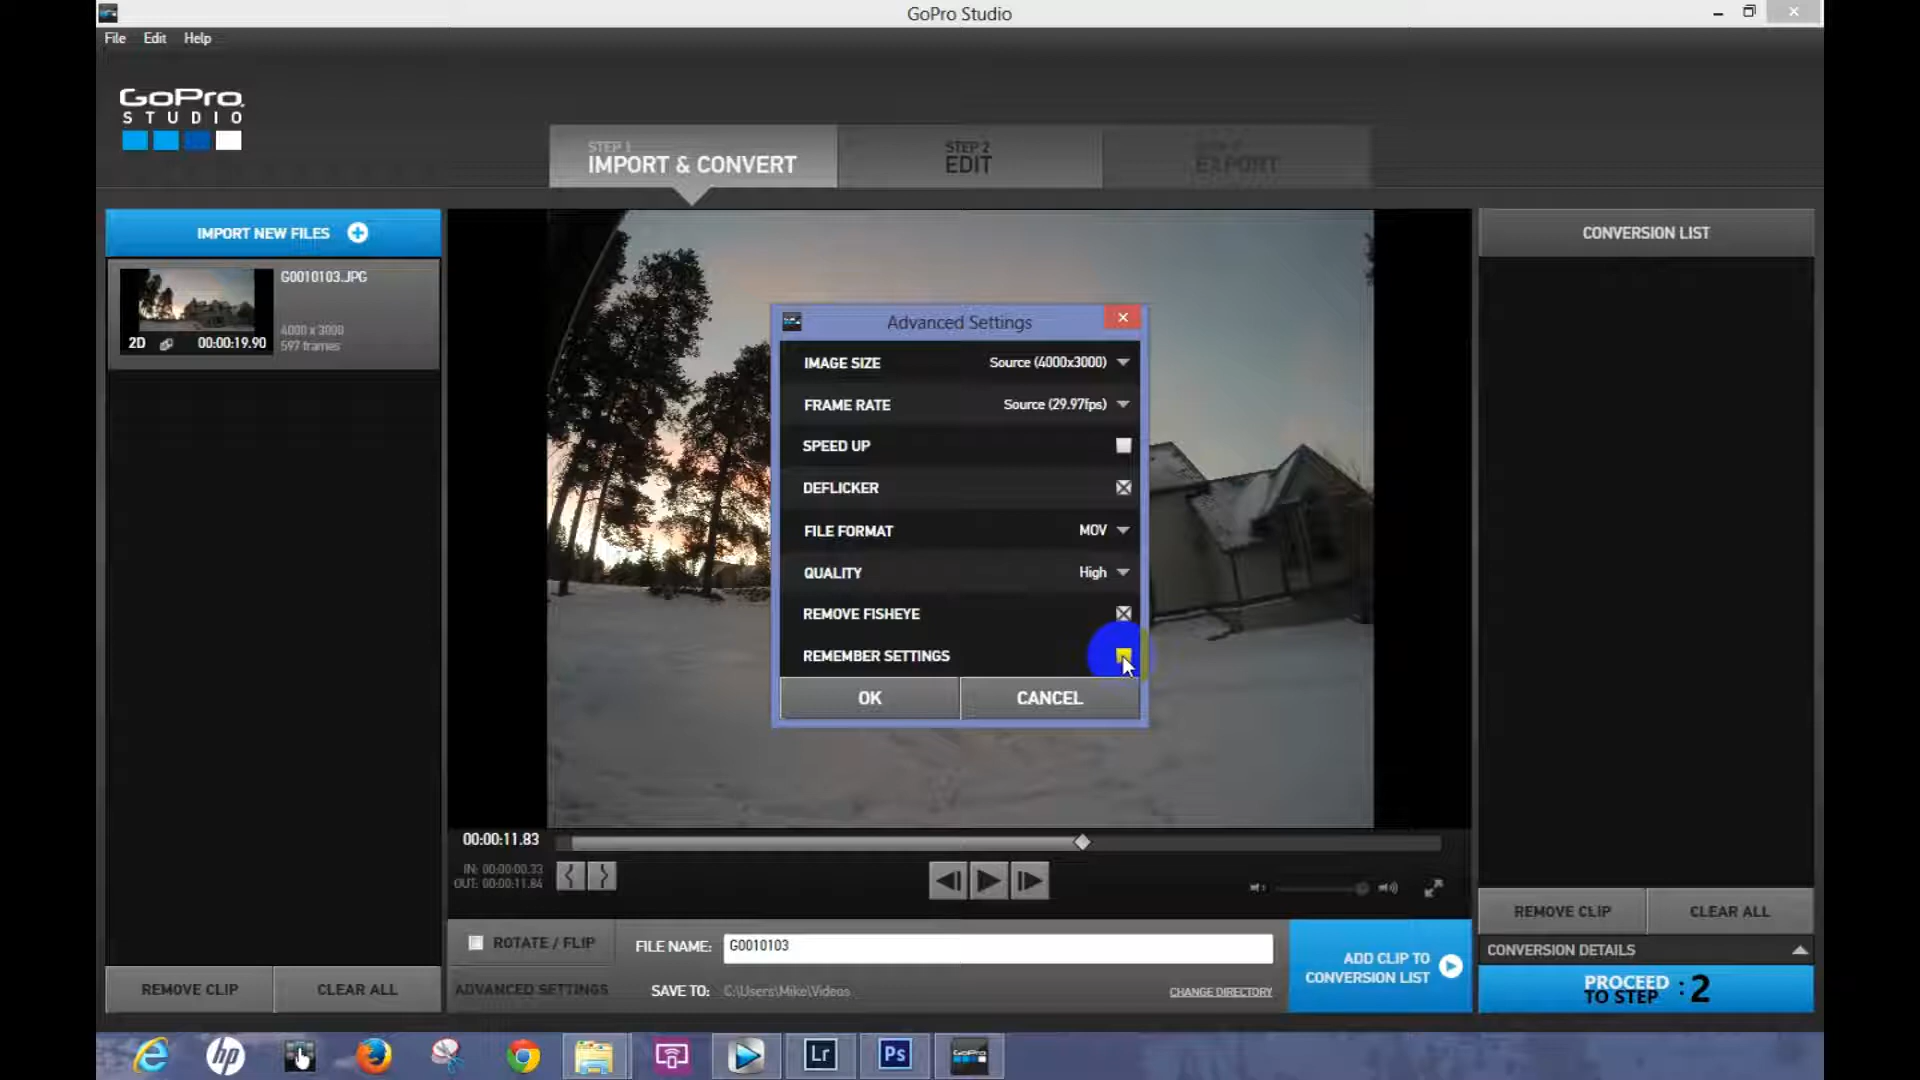 GoPro Studio
File Edit Help
GoPro
STUDIO
STEP 1
IMPORT & CONVERT
STEP 2
EDIT
EXPORT
IMPORT NEW FILES
CONVERSION LIST
G0010103.JPG
4000 x 3000
597 frames
2D 00:00:19.90
Advanced Settings
IMAGE SIZE Source (4000x3000)
FRAME RATE Source (29.97fps)
SPEED UP
DEFLICKER
FILE FORMAT MOV
QUALITY High
REMOVE FISHEYE
REMEMBER SETTINGS
OK CANCEL
00:00:11.83
IN: 00:00:00.33
OUT: 00:00:11.84
REMOVE CLIP CLEAR ALL
ROTATE / FLIP FILE NAME: G0010103
ADD CLIP TO
CONVERSION LIST
CONVERSION DETAILS
REMOVE CLIP CLEAR ALL
ADVANCED SETTINGS SAVE TO: C:\Users\Mike\Videos CHANGE DIRECTORY
PROCEED
TO STEP : 2
hp
Lr
Ps
GoPro